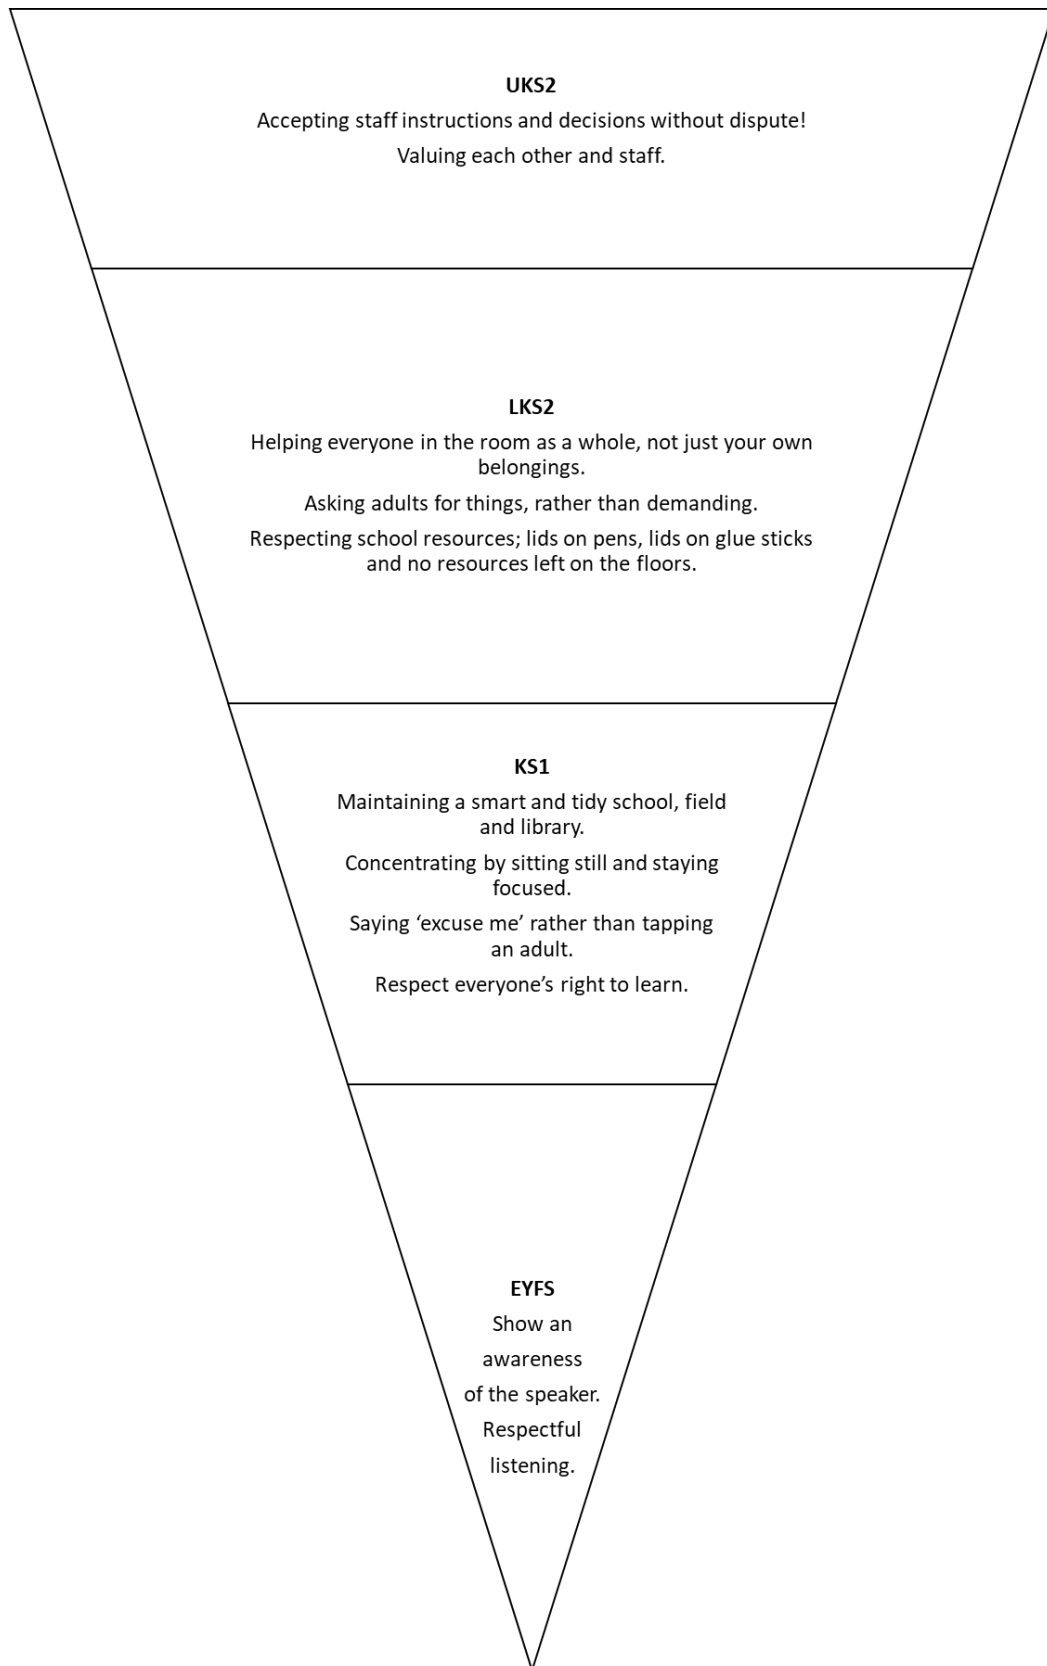 UKS2
Accepting staff instructions and decisions without dispute!
Valuing each other and staff.
LKS2
Helping everyone in the room as a whole, not just your own
belongings.
Asking adults for things, rather than demanding.
Respecting school resources; lids on pens, lids on glue sticks
and no resources left on the floors.
KS1
Maintaining a smart and tidy school, field
and library.
Concentrating by sitting still and staying
focused.
Saying ‘excuse me’ rather than tapping
an adult.
Respect everyone’s right to learn.
EYFS
Show an
awareness
of the speaker.
Respectful
listening.